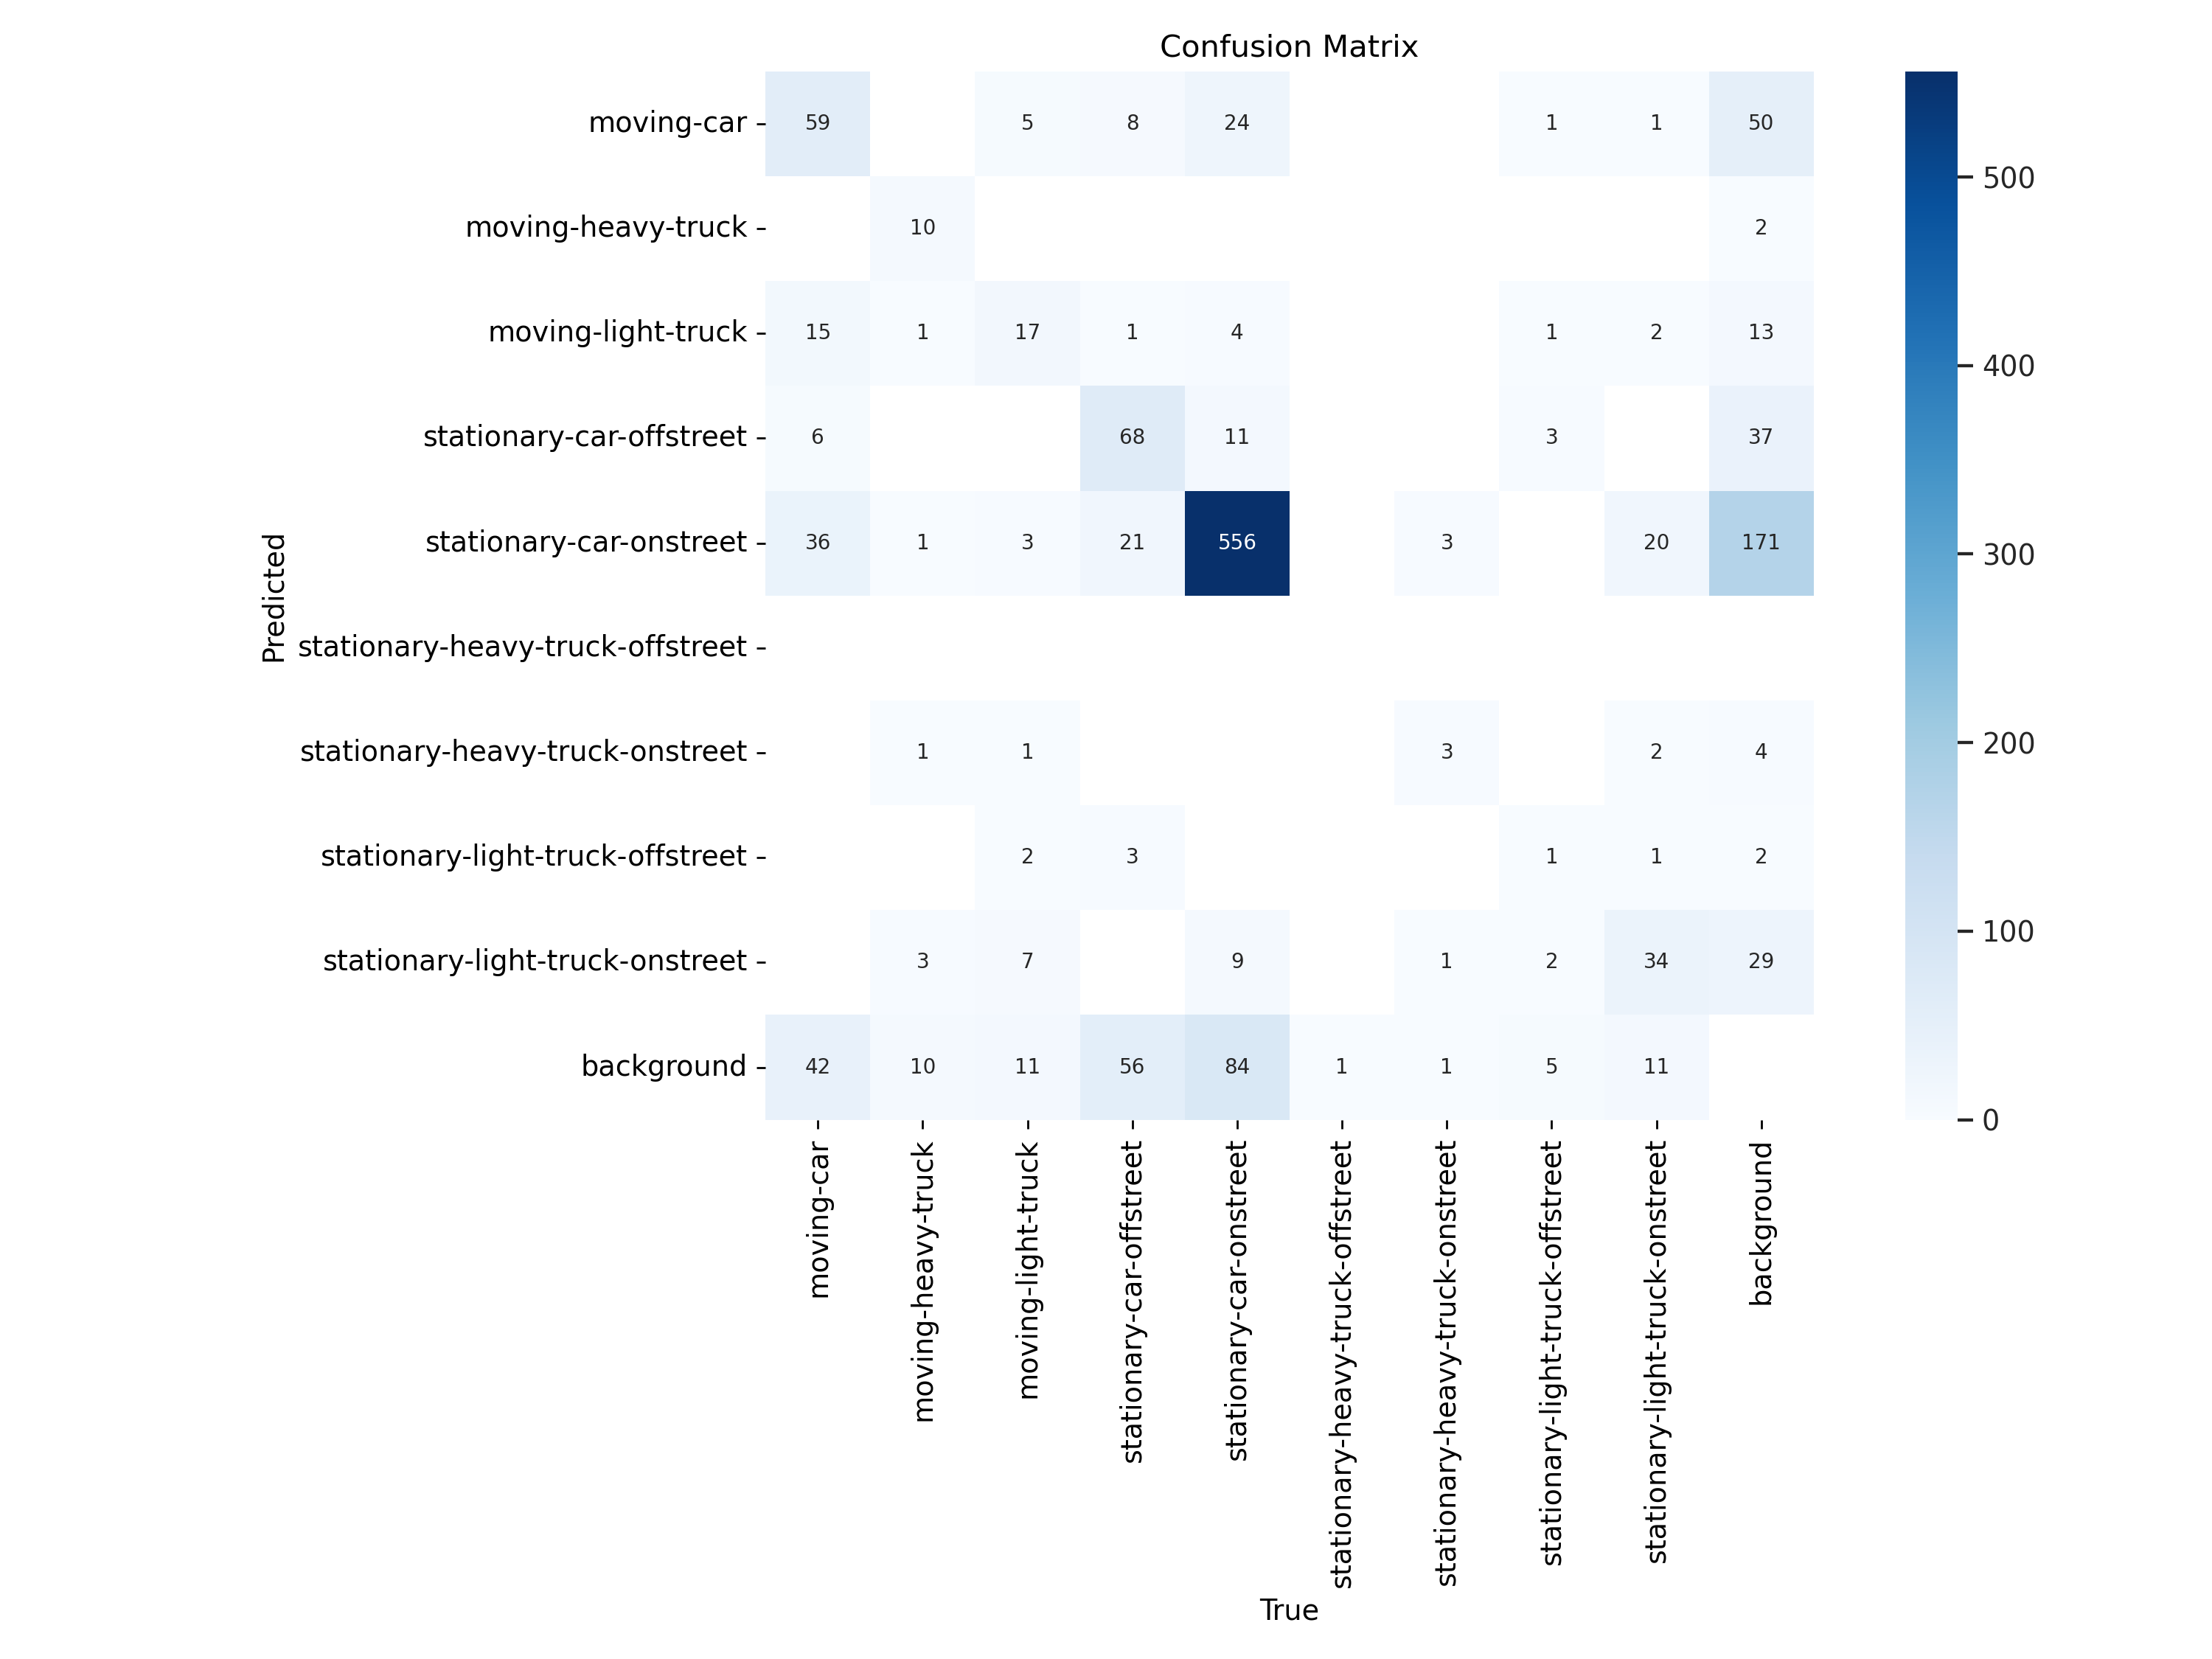 Confusion Matrix
moving-car 59 5 8 24 1 1 50
moving-heavy-truck 10 2
moving-light-truck 15 1 17 1 4 1 2 13
stationary-car-offstreet 6 68 11 3 37
stationary-car-onstreet 36 1 3 21 556 3 20 171
stationary-heavy-truck-offstreet
stationary-heavy-truck-onstreet 1 1 3 2 4
stationary-light-truck-offstreet 2 3 1 1 2
stationary-light-truck-onstreet 3 7 9 1 2 34 29
background 42 10 11 56 84 1 1 5 11
Predicted
moving-car
moving-heavy-truck
moving-light-truck
stationary-car-offstreet
stationary-car-onstreet
stationary-heavy-truck-offstreet
stationary-heavy-truck-onstreet
stationary-light-truck-offstreet
stationary-light-truck-onstreet
background
True
500
400
300
200
100
0